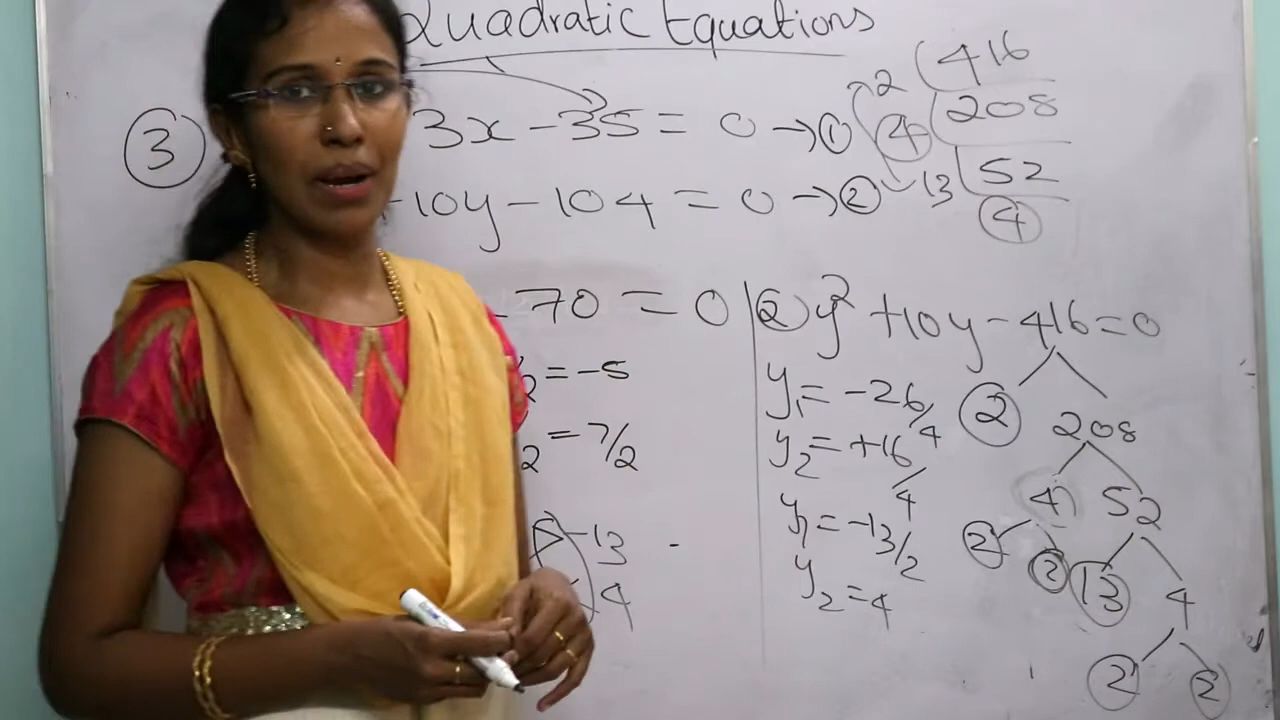 Quadratic Equations
③ 3x - 35 = 0 → ①
+10y - 104 = 0 → ②
2 416
4 208
13 52
4
- 70 = 0
2 = -5
2 = 7/2
-13
4
② y² + 10y - 416 = 0
y₁ = -26/4
y₂ = +16/4
y₁ = -13/2
y₂ = 4
2 208
4 52
2 2 13 4
2 2